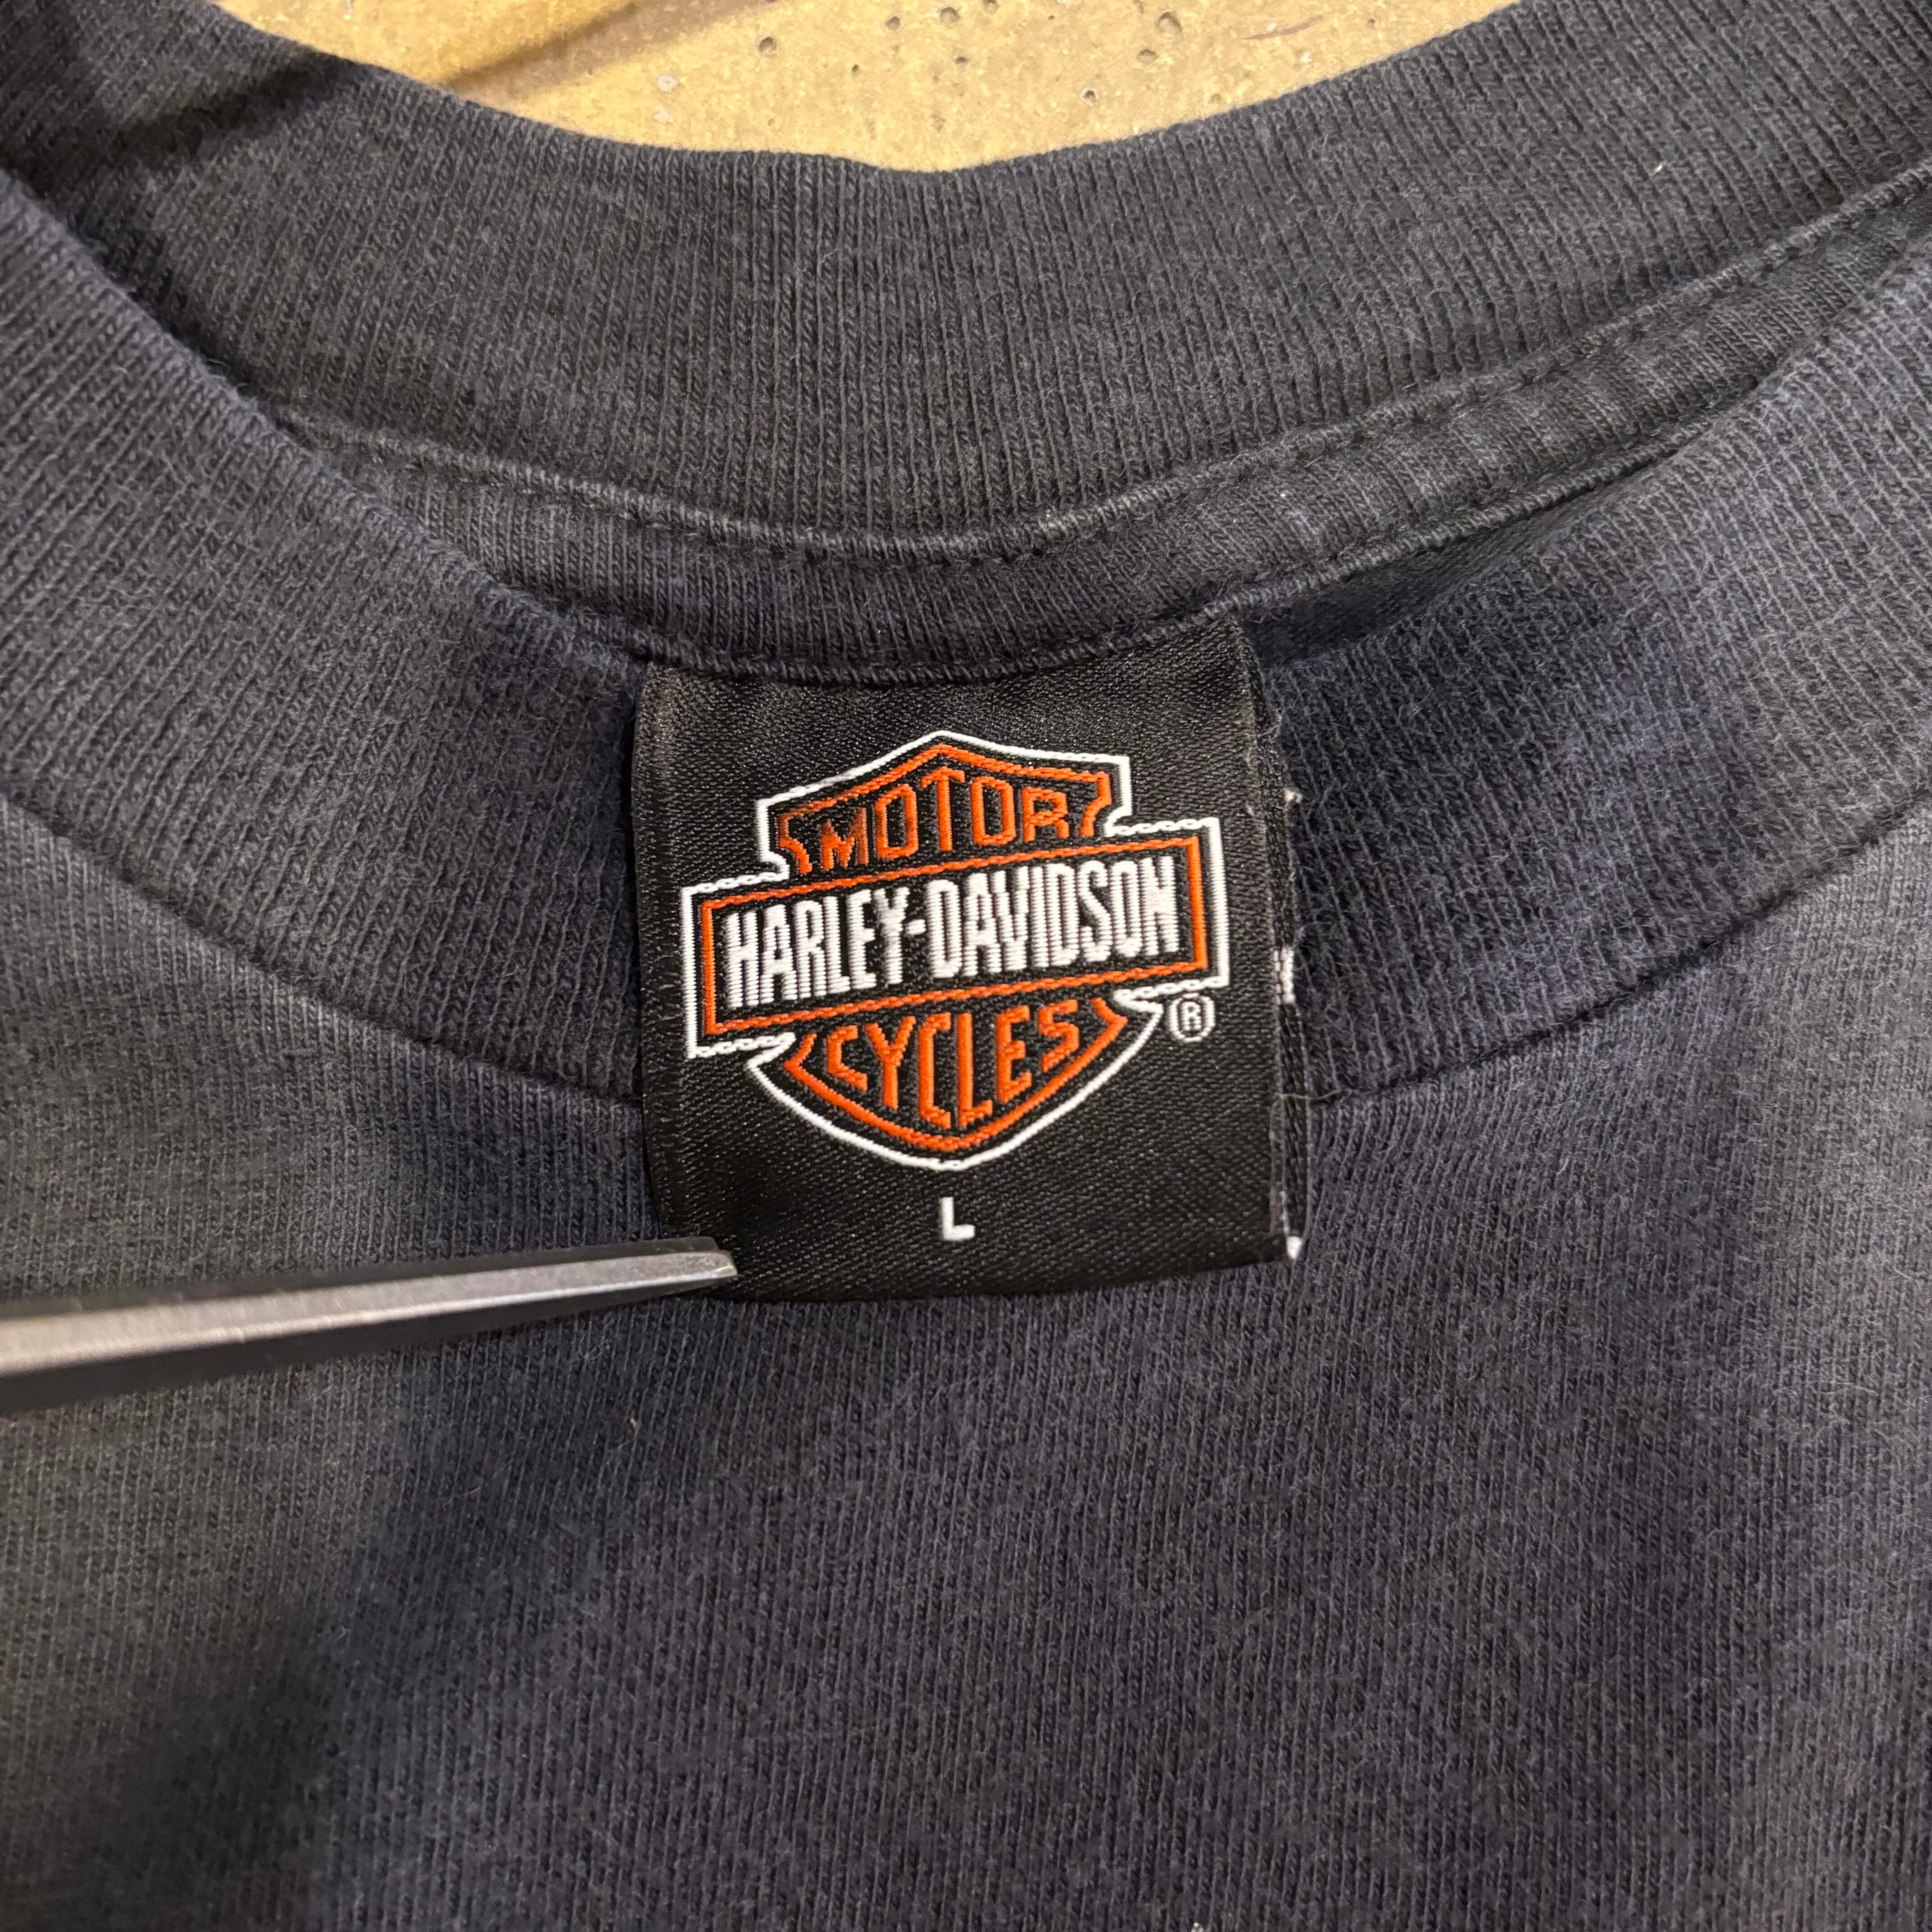 MOTOR
HARLEY-DAVIDSON
CYCLES
®
L